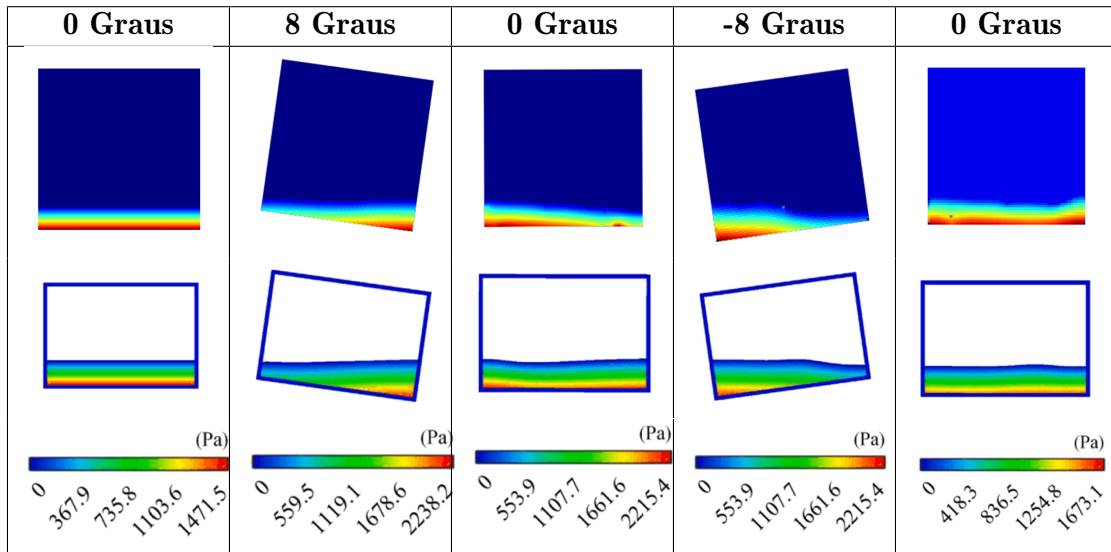 0 Graus 8 Graus 0 Graus -8 Graus 0 Graus
(Pa) (Pa) (Pa) (Pa) (Pa)
0 367.9 735.8 1103.6 1471.5
0 559.5 1119.1 1678.6 2238.2
0 553.9 1107.7 1661.6 2215.4
0 553.9 1107.7 1661.6 2215.4
0 418.3 836.5 1254.8 1673.1